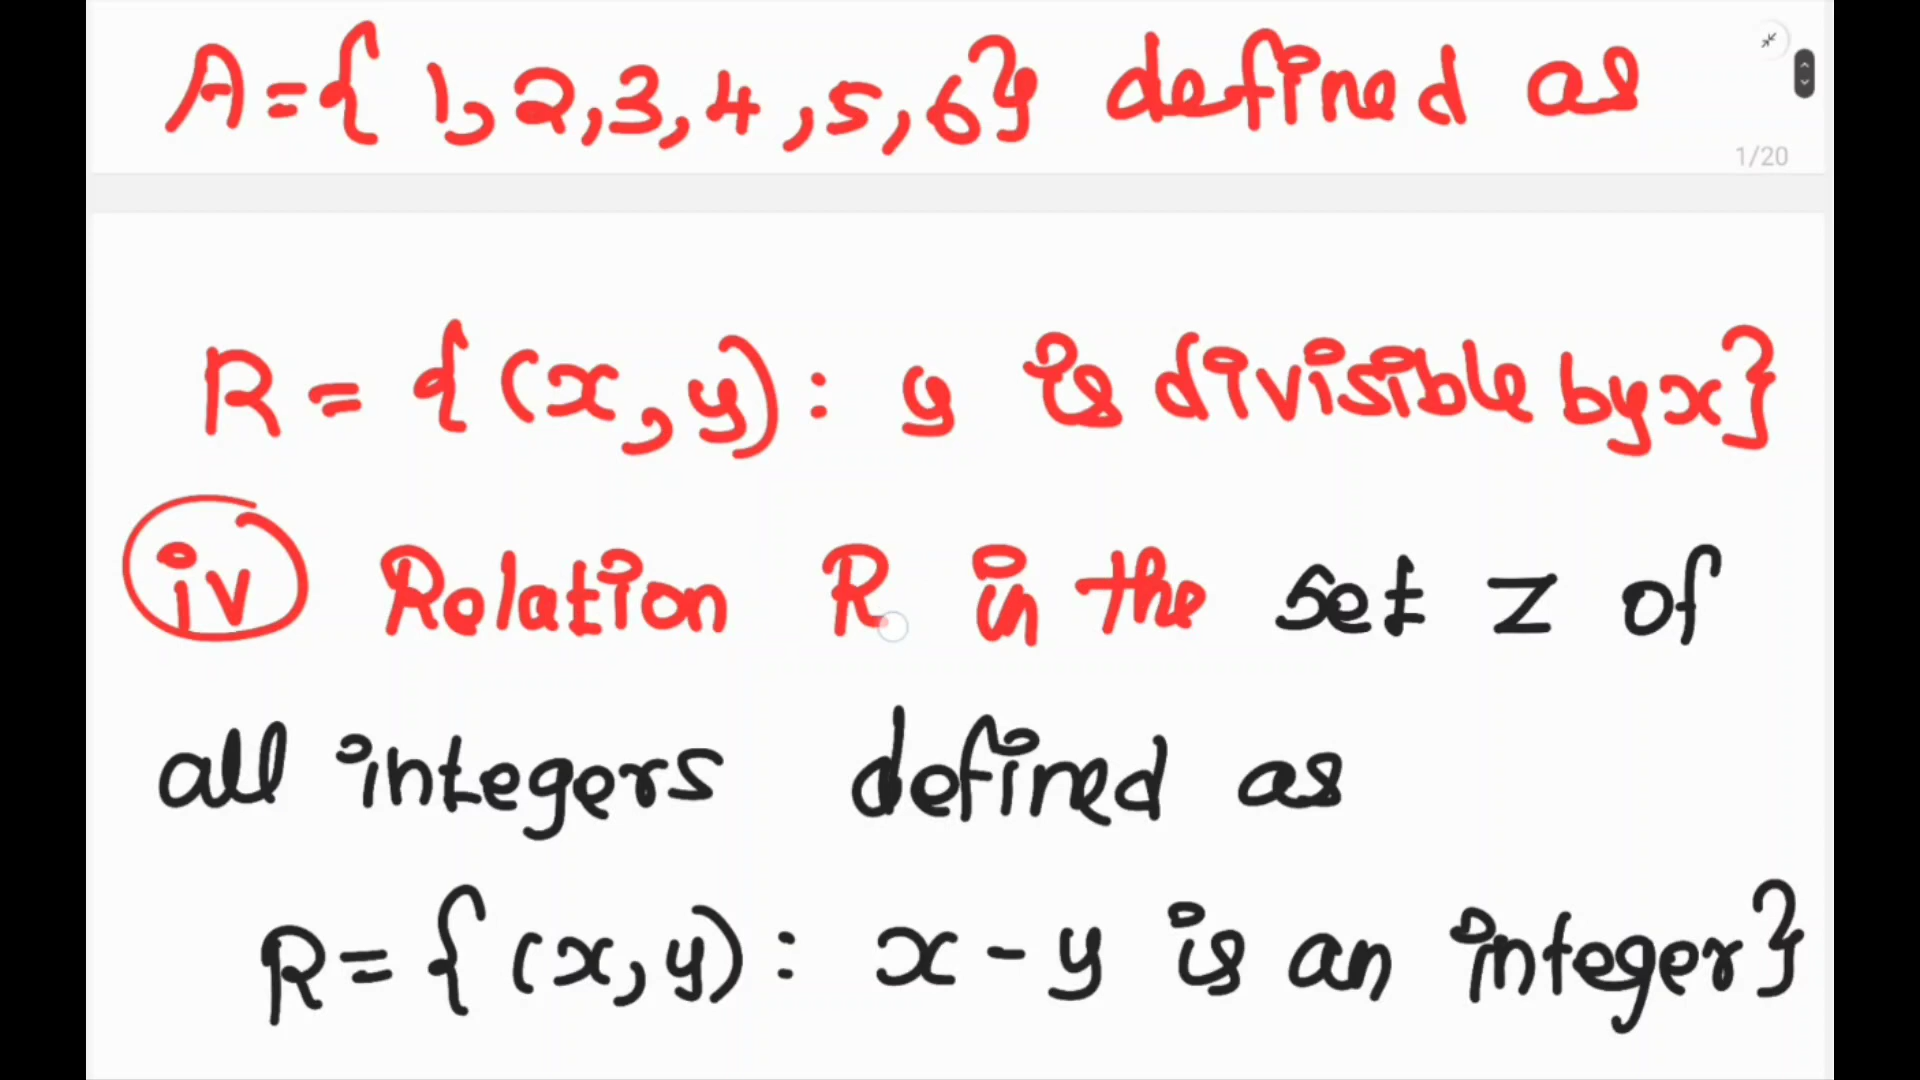 A={1,2,3,4,5,6} defined as
1/20
R = {(x,y): y is divisible by x}
iv Relation R in the set Z of
all integers defined as
R={(x,y): x-y is an integer}